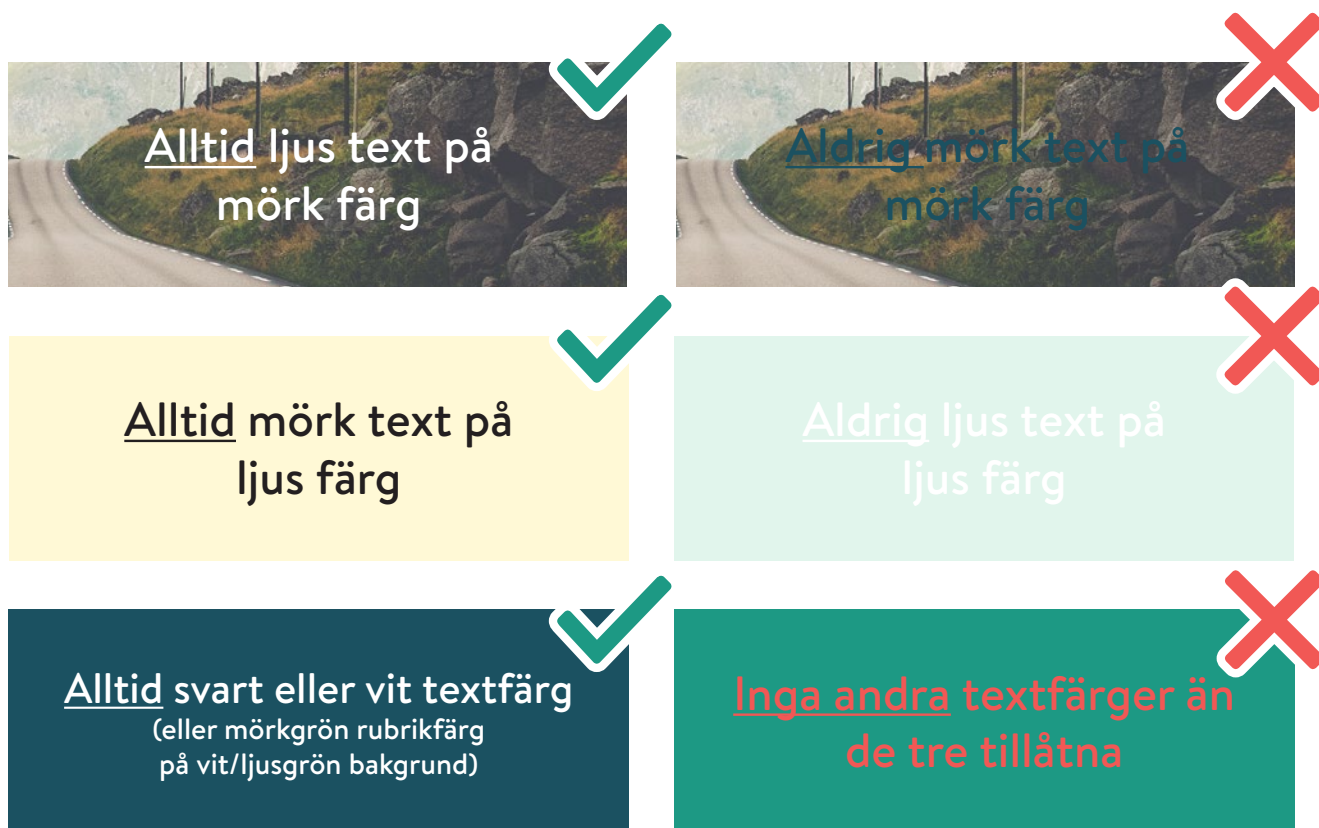 Alltid ljus text på
mörk färg
Aldrig mörk text på
mörk färg
Alltid mörk text på
ljus färg
Aldrig ljus text på
ljus färg
Alltid svart eller vit textfärg
(eller mörkgrön rubrikfärg
på vit/ljusgrön bakgrund)
Inga andra textfärger än
de tre tillåtna